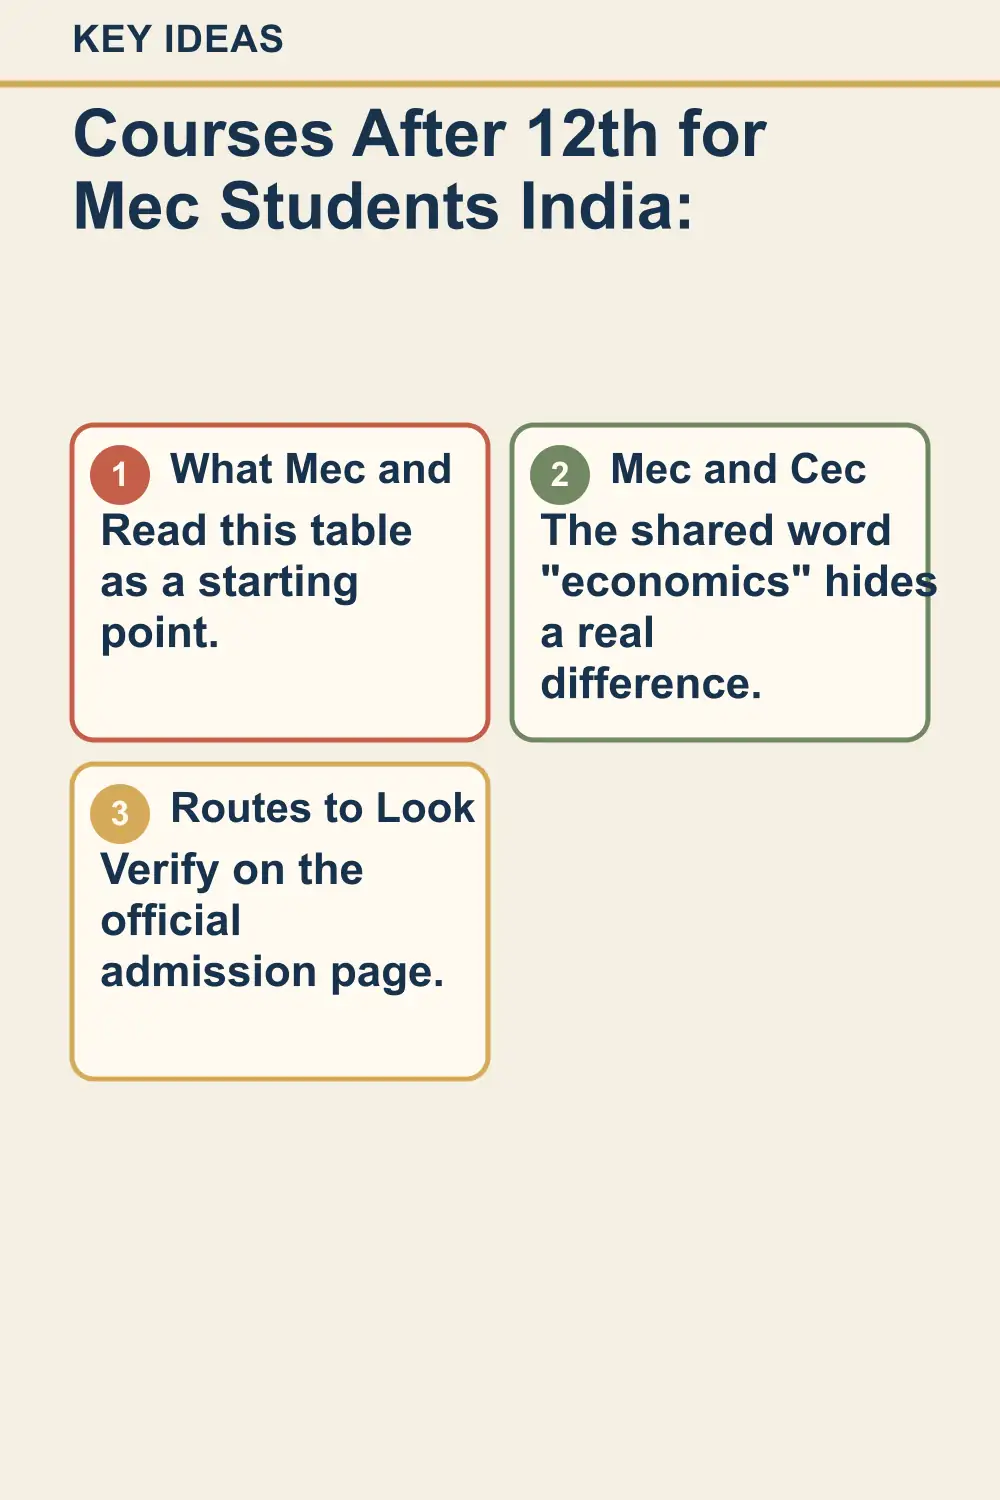 KEY IDEAS
Courses After 12th for
Mec Students India:
1 What Mec and
Read this table
as a starting
point.
2 Mec and Cec
The shared word
"economics" hides
a real
difference.
3 Routes to Look
Verify on the
official
admission page.